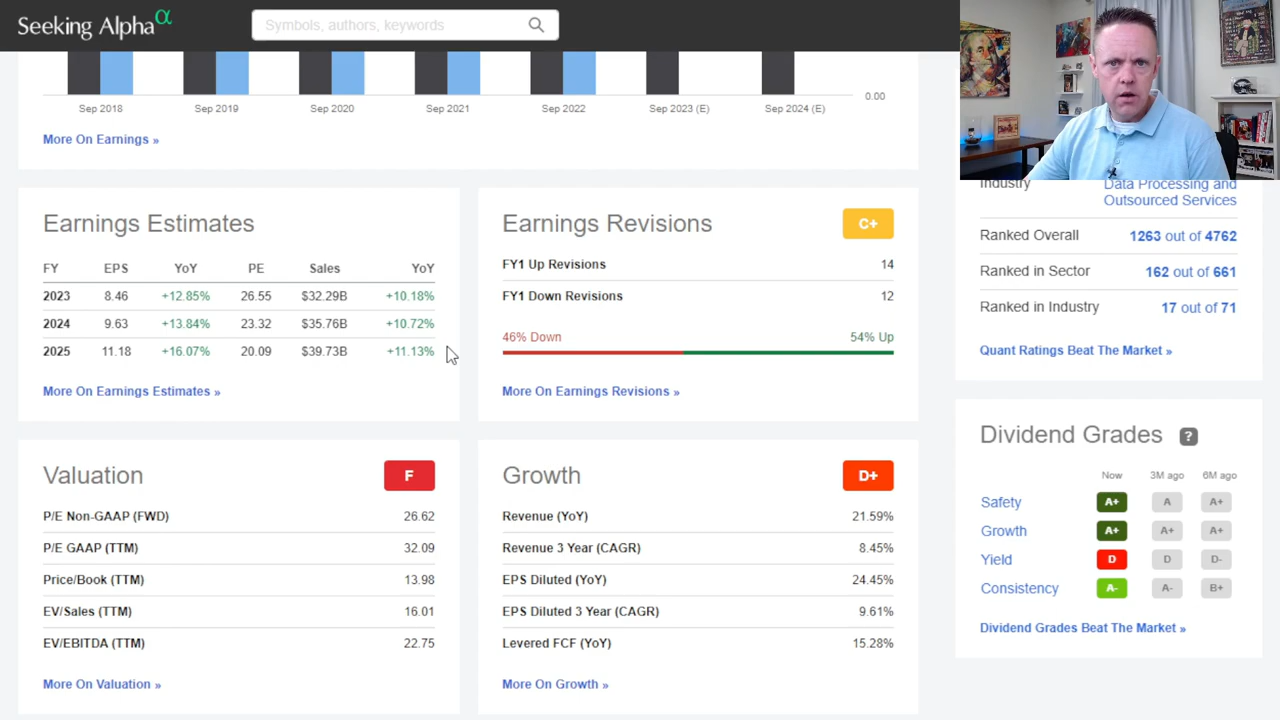 Seeking Alpha α
Symbols, authors, keywords
0.00
Sep 2018 Sep 2019 Sep 2020 Sep 2021 Sep 2022 Sep 2023 (E) Sep 2024 (E)
More On Earnings »
Earnings Estimates
FY EPS YoY PE Sales YoY
2023 8.46 +12.85% 26.55 $32.29B +10.18%
2024 9.63 +13.84% 23.32 $35.76B +10.72%
2025 11.18 +16.07% 20.09 $39.73B +11.13%
More On Earnings Estimates »
Earnings Revisions C+
FY1 Up Revisions 14
FY1 Down Revisions 12
46% Down 54% Up
More On Earnings Revisions »
Valuation F
P/E Non-GAAP (FWD) 26.62
P/E GAAP (TTM) 32.09
Price/Book (TTM) 13.98
EV/Sales (TTM) 16.01
EV/EBITDA (TTM) 22.75
More On Valuation »
Growth D+
Revenue (YoY) 21.59%
Revenue 3 Year (CAGR) 8.45%
EPS Diluted (YoY) 24.45%
EPS Diluted 3 Year (CAGR) 9.61%
Levered FCF (YoY) 15.28%
More On Growth »
Industry Data Processing and
Outsourced Services
Ranked Overall 1263 out of 4762
Ranked in Sector 162 out of 661
Ranked in Industry 17 out of 71
Quant Ratings Beat The Market »
Dividend Grades ?
Now 3M ago 6M ago
Safety A+ A A+
Growth A+ A+ A+
Yield D D D-
Consistency A- A- B+
Dividend Grades Beat The Market »